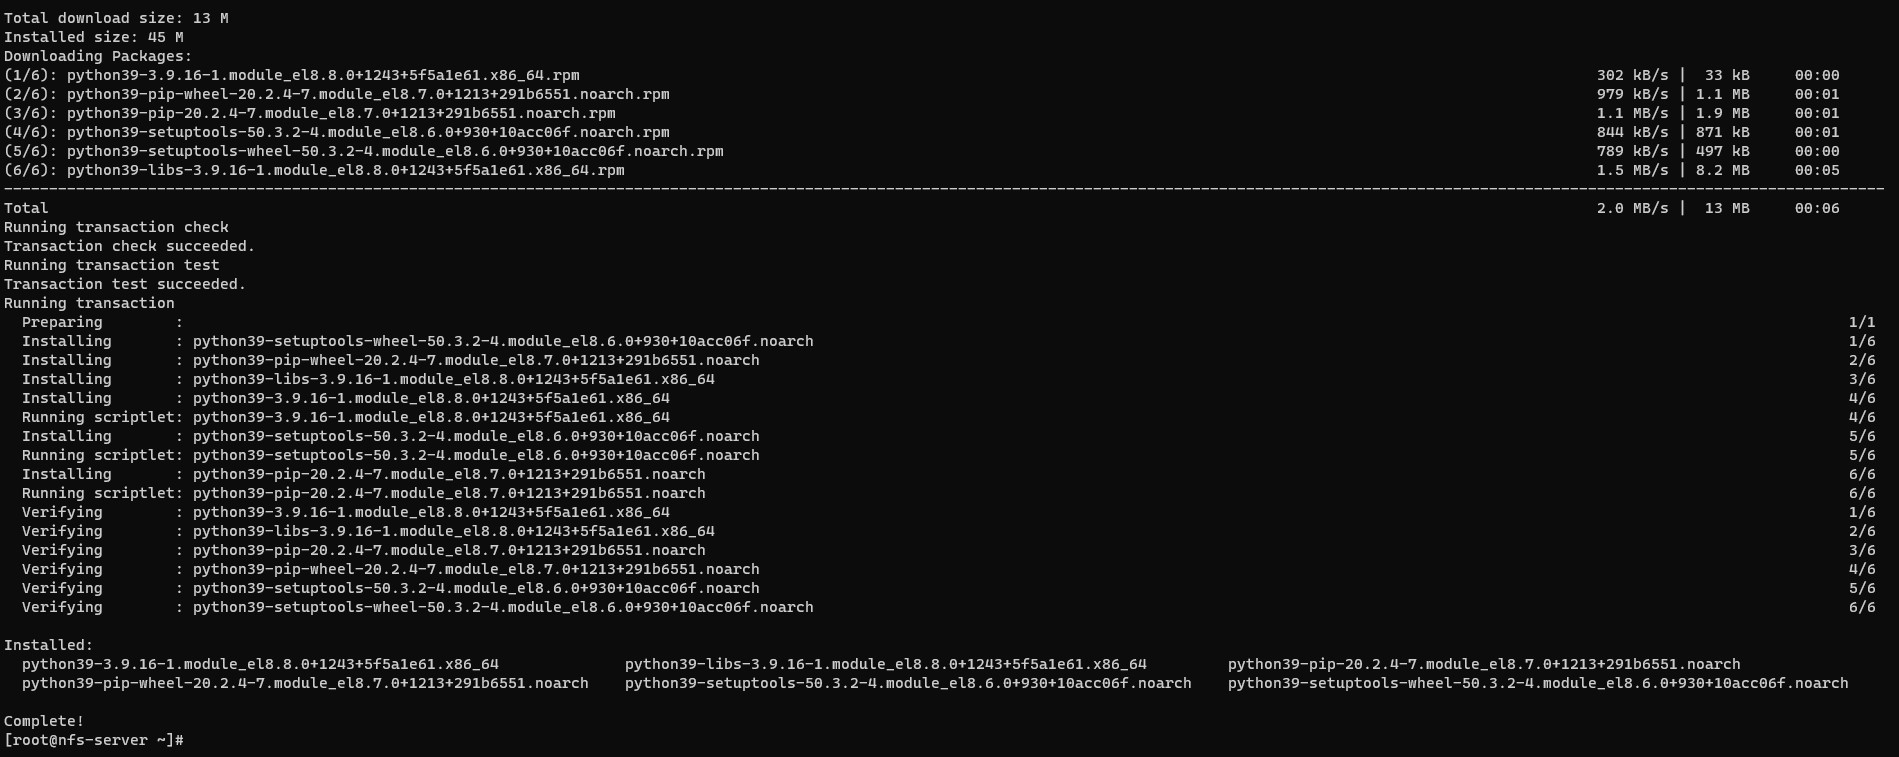 Total download size: 13 M
Installed size: 45 M
Downloading Packages:
(1/6): python39-3.9.16-1.module_el8.8.0+1243+5f5a1e61.x86_64.rpm 302 kB/s | 33 kB 00:00
(2/6): python39-pip-wheel-20.2.4-7.module_el8.7.0+1213+291b6551.noarch.rpm 979 kB/s | 1.1 MB 00:01
(3/6): python39-pip-20.2.4-7.module_el8.7.0+1213+291b6551.noarch.rpm 1.1 MB/s | 1.9 MB 00:01
(4/6): python39-setuptools-50.3.2-4.module_el8.6.0+930+10acc06f.noarch.rpm 844 kB/s | 871 kB 00:01
(5/6): python39-setuptools-wheel-50.3.2-4.module_el8.6.0+930+10acc06f.noarch.rpm 789 kB/s | 497 kB 00:00
(6/6): python39-libs-3.9.16-1.module_el8.8.0+1243+5f5a1e61.x86_64.rpm 1.5 MB/s | 8.2 MB 00:05
Total 2.0 MB/s | 13 MB 00:06
Running transaction check
Transaction check succeeded.
Running transaction test
Transaction test succeeded.
Running transaction
Preparing : 1/1
Installing : python39-setuptools-wheel-50.3.2-4.module_el8.6.0+930+10acc06f.noarch 1/6
Installing : python39-pip-wheel-20.2.4-7.module_el8.7.0+1213+291b6551.noarch 2/6
Installing : python39-libs-3.9.16-1.module_el8.8.0+1243+5f5a1e61.x86_64 3/6
Installing : python39-3.9.16-1.module_el8.8.0+1243+5f5a1e61.x86_64 4/6
Running scriptlet: python39-3.9.16-1.module_el8.8.0+1243+5f5a1e61.x86_64 4/6
Installing : python39-setuptools-50.3.2-4.module_el8.6.0+930+10acc06f.noarch 5/6
Running scriptlet: python39-setuptools-50.3.2-4.module_el8.6.0+930+10acc06f.noarch 5/6
Installing : python39-pip-20.2.4-7.module_el8.7.0+1213+291b6551.noarch 6/6
Running scriptlet: python39-pip-20.2.4-7.module_el8.7.0+1213+291b6551.noarch 6/6
Verifying : python39-3.9.16-1.module_el8.8.0+1243+5f5a1e61.x86_64 1/6
Verifying : python39-libs-3.9.16-1.module_el8.8.0+1243+5f5a1e61.x86_64 2/6
Verifying : python39-pip-20.2.4-7.module_el8.7.0+1213+291b6551.noarch 3/6
Verifying : python39-pip-wheel-20.2.4-7.module_el8.7.0+1213+291b6551.noarch 4/6
Verifying : python39-setuptools-50.3.2-4.module_el8.6.0+930+10acc06f.noarch 5/6
Verifying : python39-setuptools-wheel-50.3.2-4.module_el8.6.0+930+10acc06f.noarch 6/6
Installed:
python39-3.9.16-1.module_el8.8.0+1243+5f5a1e61.x86_64 python39-libs-3.9.16-1.module_el8.8.0+1243+5f5a1e61.x86_64 python39-pip-20.2.4-7.module_el8.7.0+1213+291b6551.noarch
python39-pip-wheel-20.2.4-7.module_el8.7.0+1213+291b6551.noarch python39-setuptools-50.3.2-4.module_el8.6.0+930+10acc06f.noarch python39-setuptools-wheel-50.3.2-4.module_el8.6.0+930+10acc06f.noarch
Complete!
[root@nfs-server ~]#